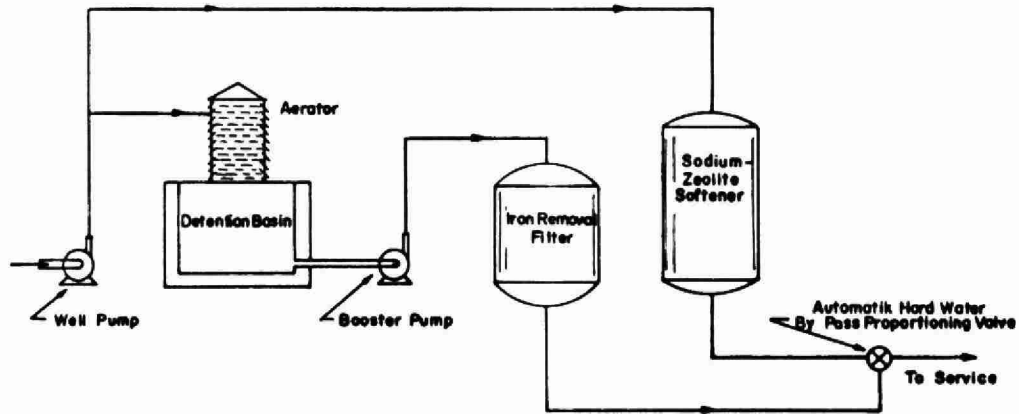 Aerator
Sodium-
Zeolite
Softener
Detention Basin
Iron Removal
Filter
Well Pump
Booster Pump
Automatik Hard Water
By Pass Proportioning Valve
To Service